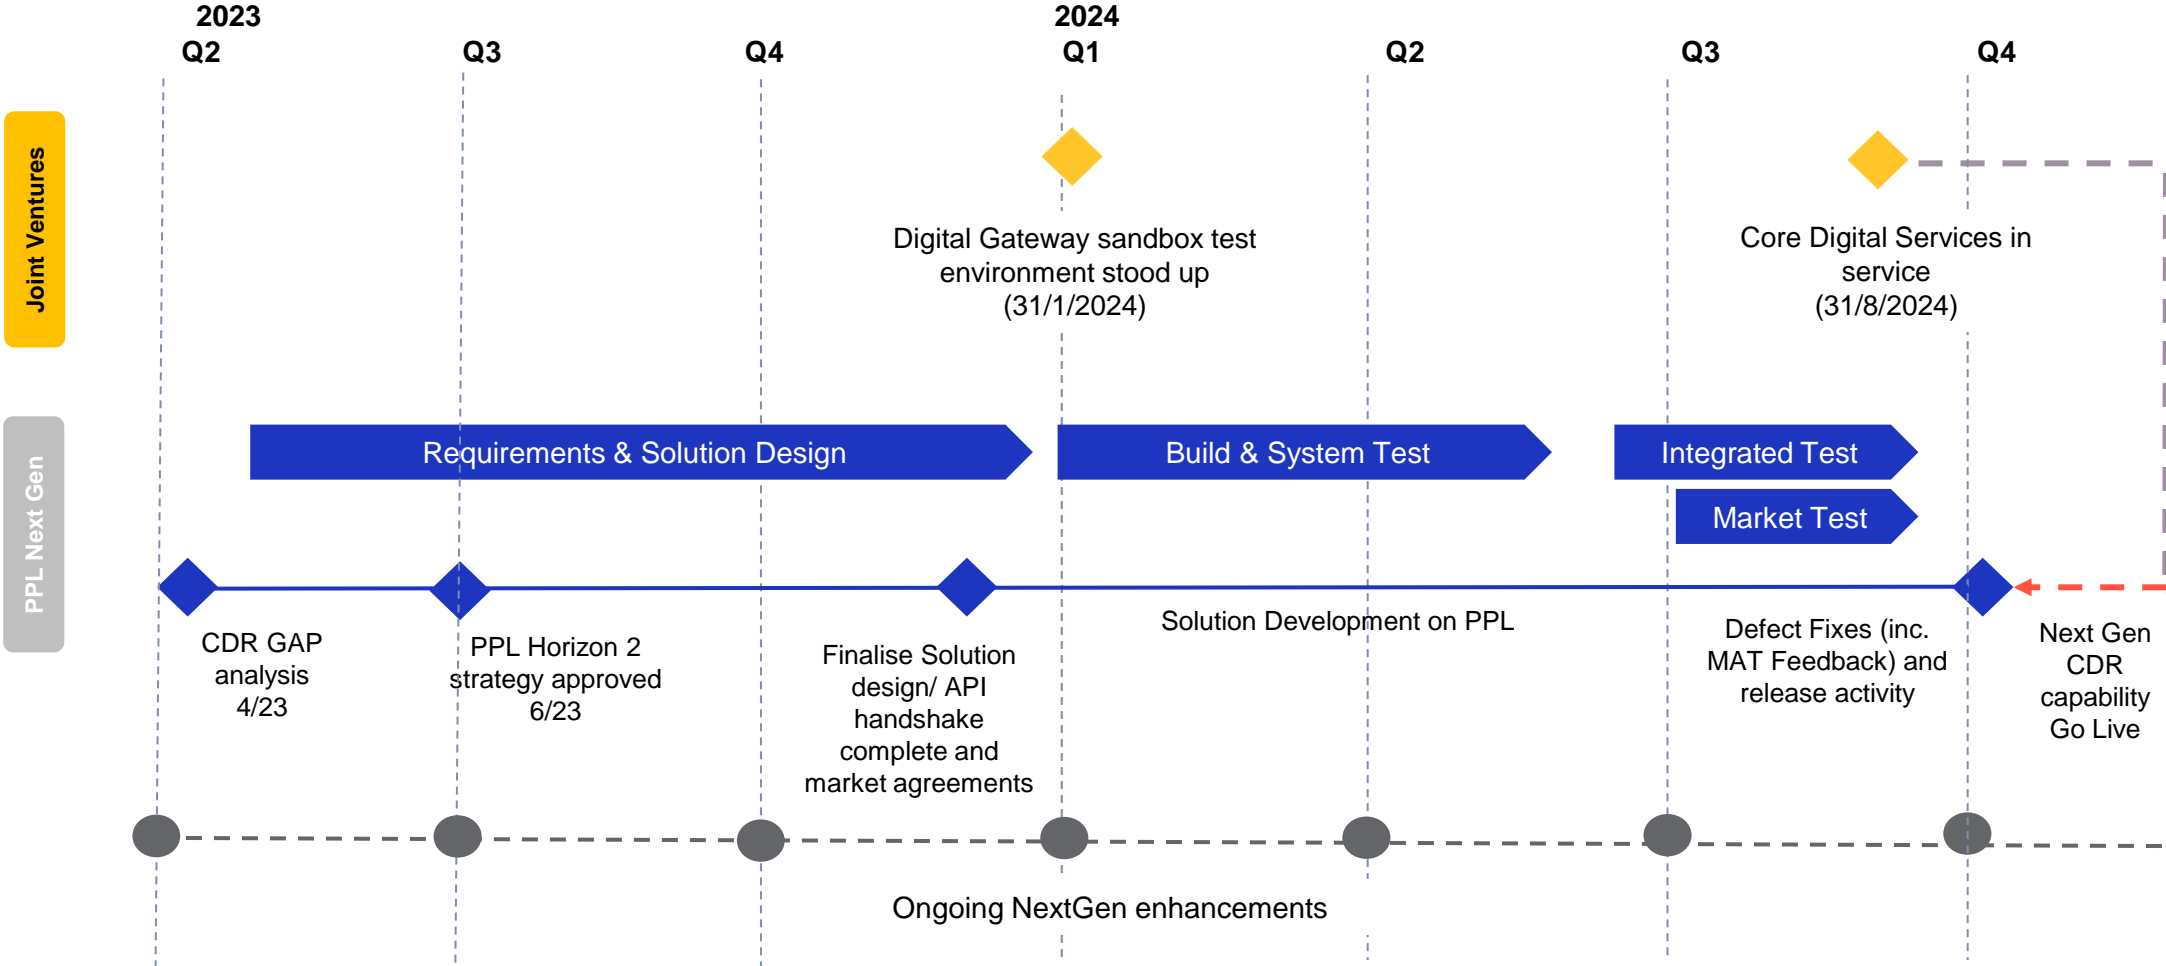 2023
2024
Q2
Q3
Q4
Q1
Q2
Q3
Q4
Joint Ventures
Digital Gateway sandbox test
environment stood up
(31/1/2024)
Core Digital Services in
service
(31/8/2024)
PPL Next Gen
Requirements & Solution Design
Build & System Test
Integrated Test
Market Test
CDR GAP
analysis
4/23
PPL Horizon 2
strategy approved
6/23
Finalise Solution
design/ API
handshake
complete and
market agreements
Solution Development on PPL
Defect Fixes (inc.
MAT Feedback) and
release activity
Next Gen
CDR
capability
Go Live
Ongoing NextGen enhancements